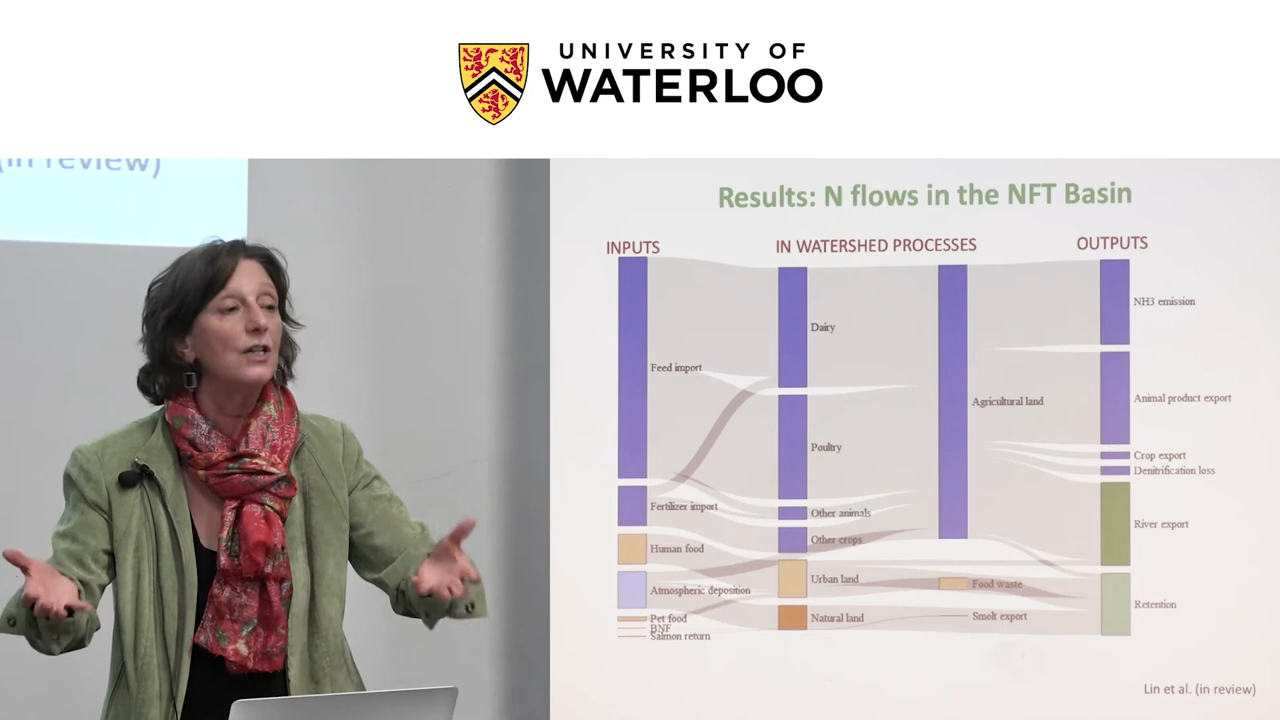 UNIVERSITY OF
WATERLOO
(in review)
Results: N flows in the NFT Basin
INPUTS
IN WATERSHED PROCESSES
OUTPUTS
NH3 emission
Dairy
Feed import
Animal product export
Agricultural land
Poultry
Crop export
Denitrification loss
Fertilizer import
Other animals
River export
Other crops
Human food
Urban land
Food waste
Atmospheric deposition
Retention
Pet food
Natural land
Smolt export
BNF
Salmon return
Lin et al. (in review)